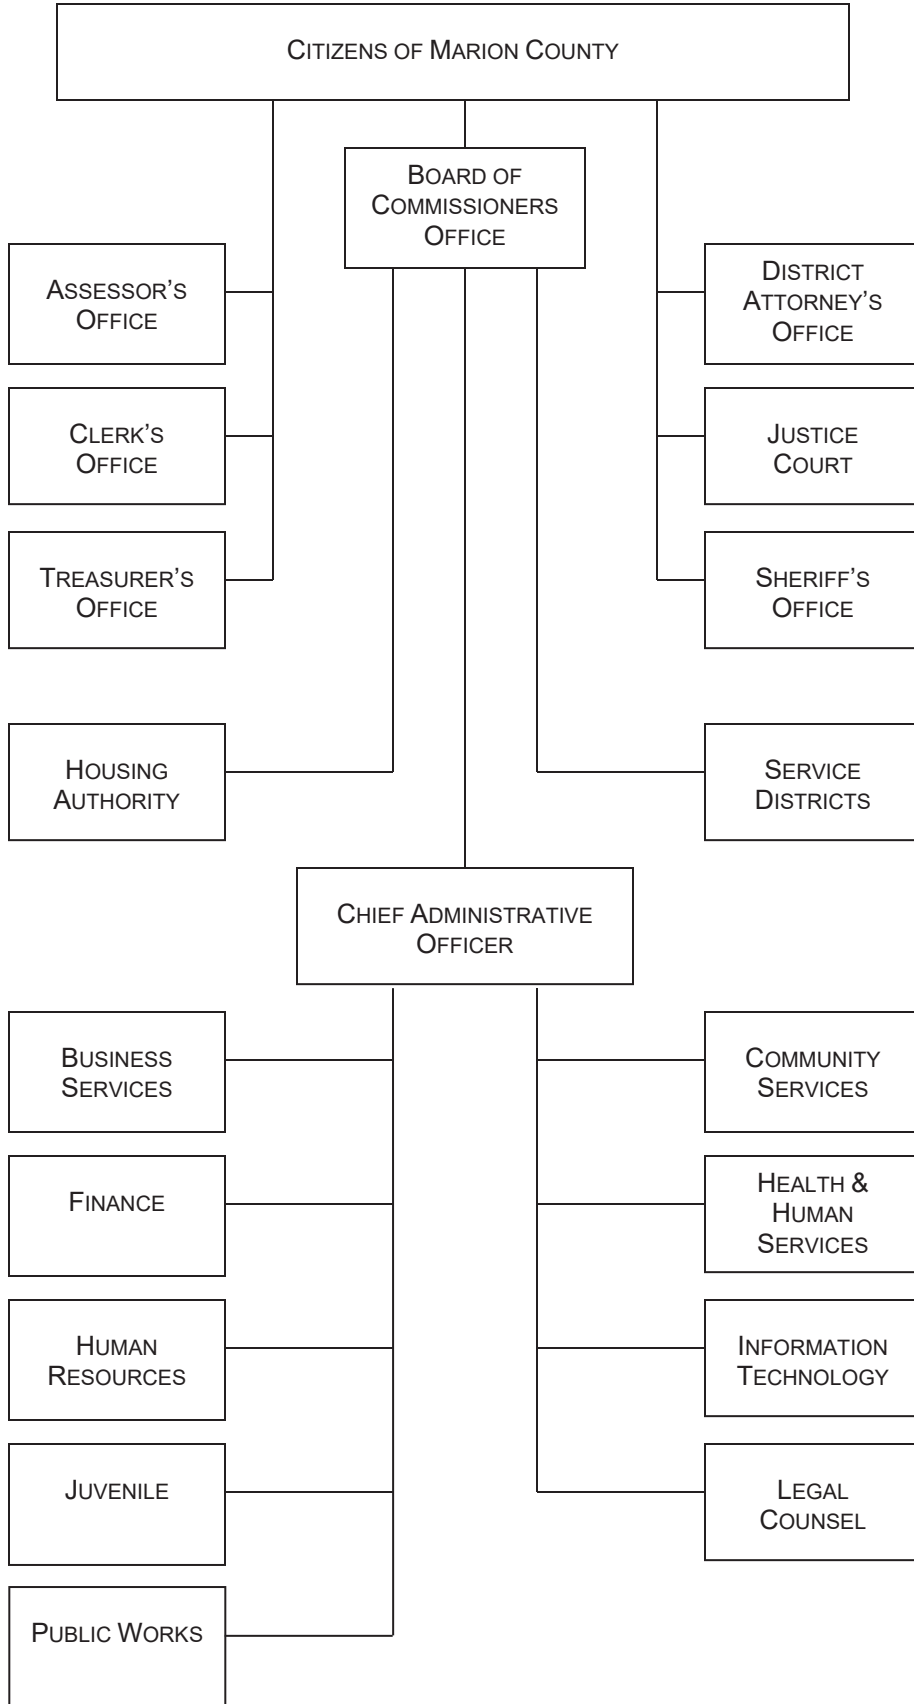 CITIZENS OF MARION COUNTY
BOARD OF
COMMISSIONERS
OFFICE
ASSESSOR'S
OFFICE
DISTRICT
ATTORNEY'S
OFFICE
CLERK'S
OFFICE
JUSTICE
COURT
TREASURER'S
OFFICE
SHERIFF'S
OFFICE
HOUSING
AUTHORITY
SERVICE
DISTRICTS
CHIEF ADMINISTRATIVE
OFFICER
BUSINESS
SERVICES
COMMUNITY
SERVICES
FINANCE
HEALTH &
HUMAN
SERVICES
HUMAN
RESOURCES
INFORMATION
TECHNOLOGY
JUVENILE
LEGAL
COUNSEL
PUBLIC WORKS